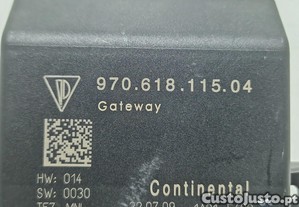 970.618.115.04
Gateway
HW: 014
SW: 0030
Continental
CustoJusto.pt